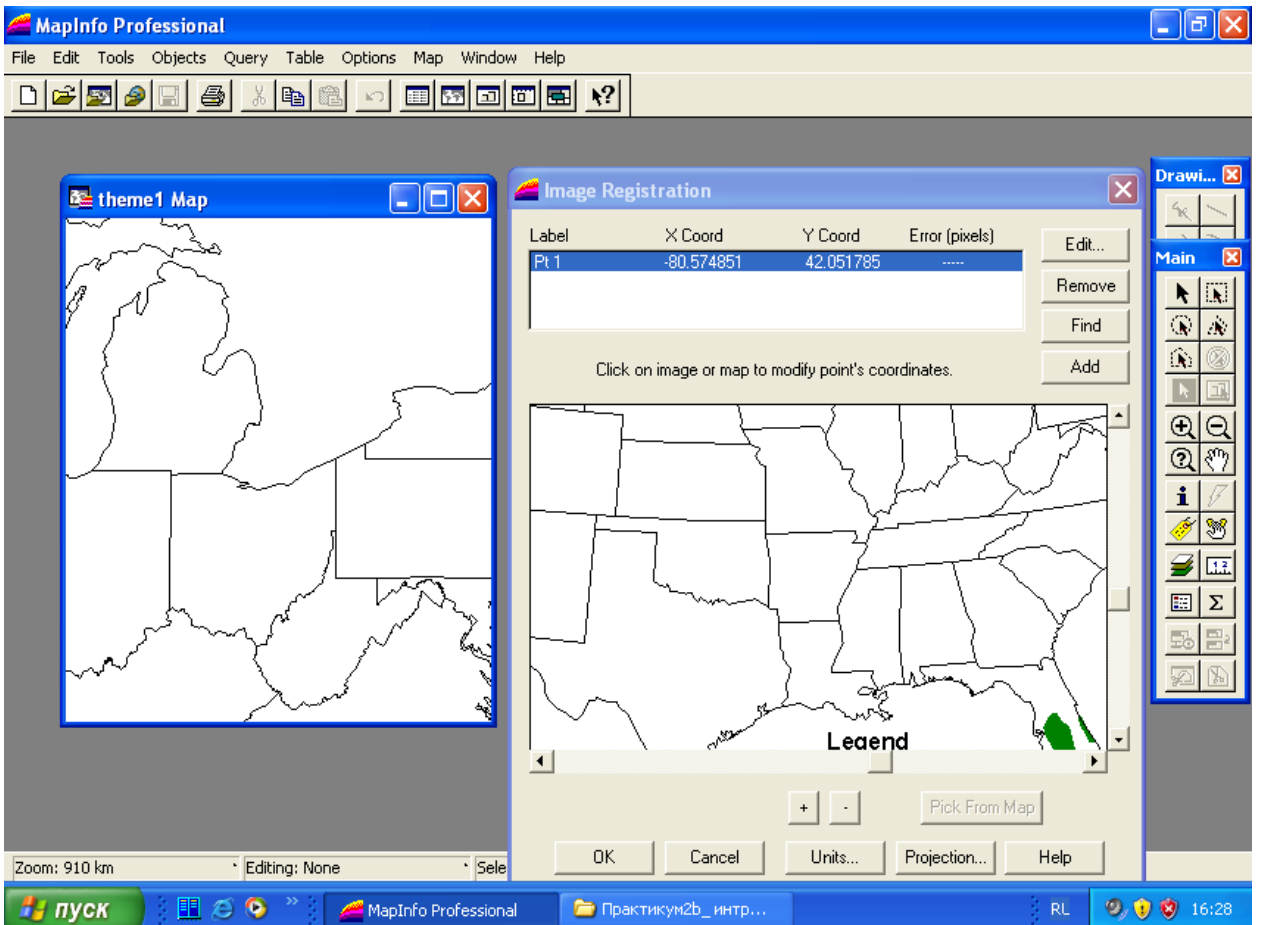 MapInfo Professional
File Edit Tools Objects Query Table Options Map Window Help
theme1 Map
Image Registration
Label X Coord Y Coord Error (pixels)
Pt 1 -80.574851 42.051785 -----
Edit...
Remove
Find
Add
Click on image or map to modify point's coordinates.
Legend
+ -
Pick From Map
OK Cancel Units... Projection... Help
Drawi...
Main
Zoom: 910 km Editing: None Sele
пуск MapInfo Professional Практикум2b_ интр... RL 16:28